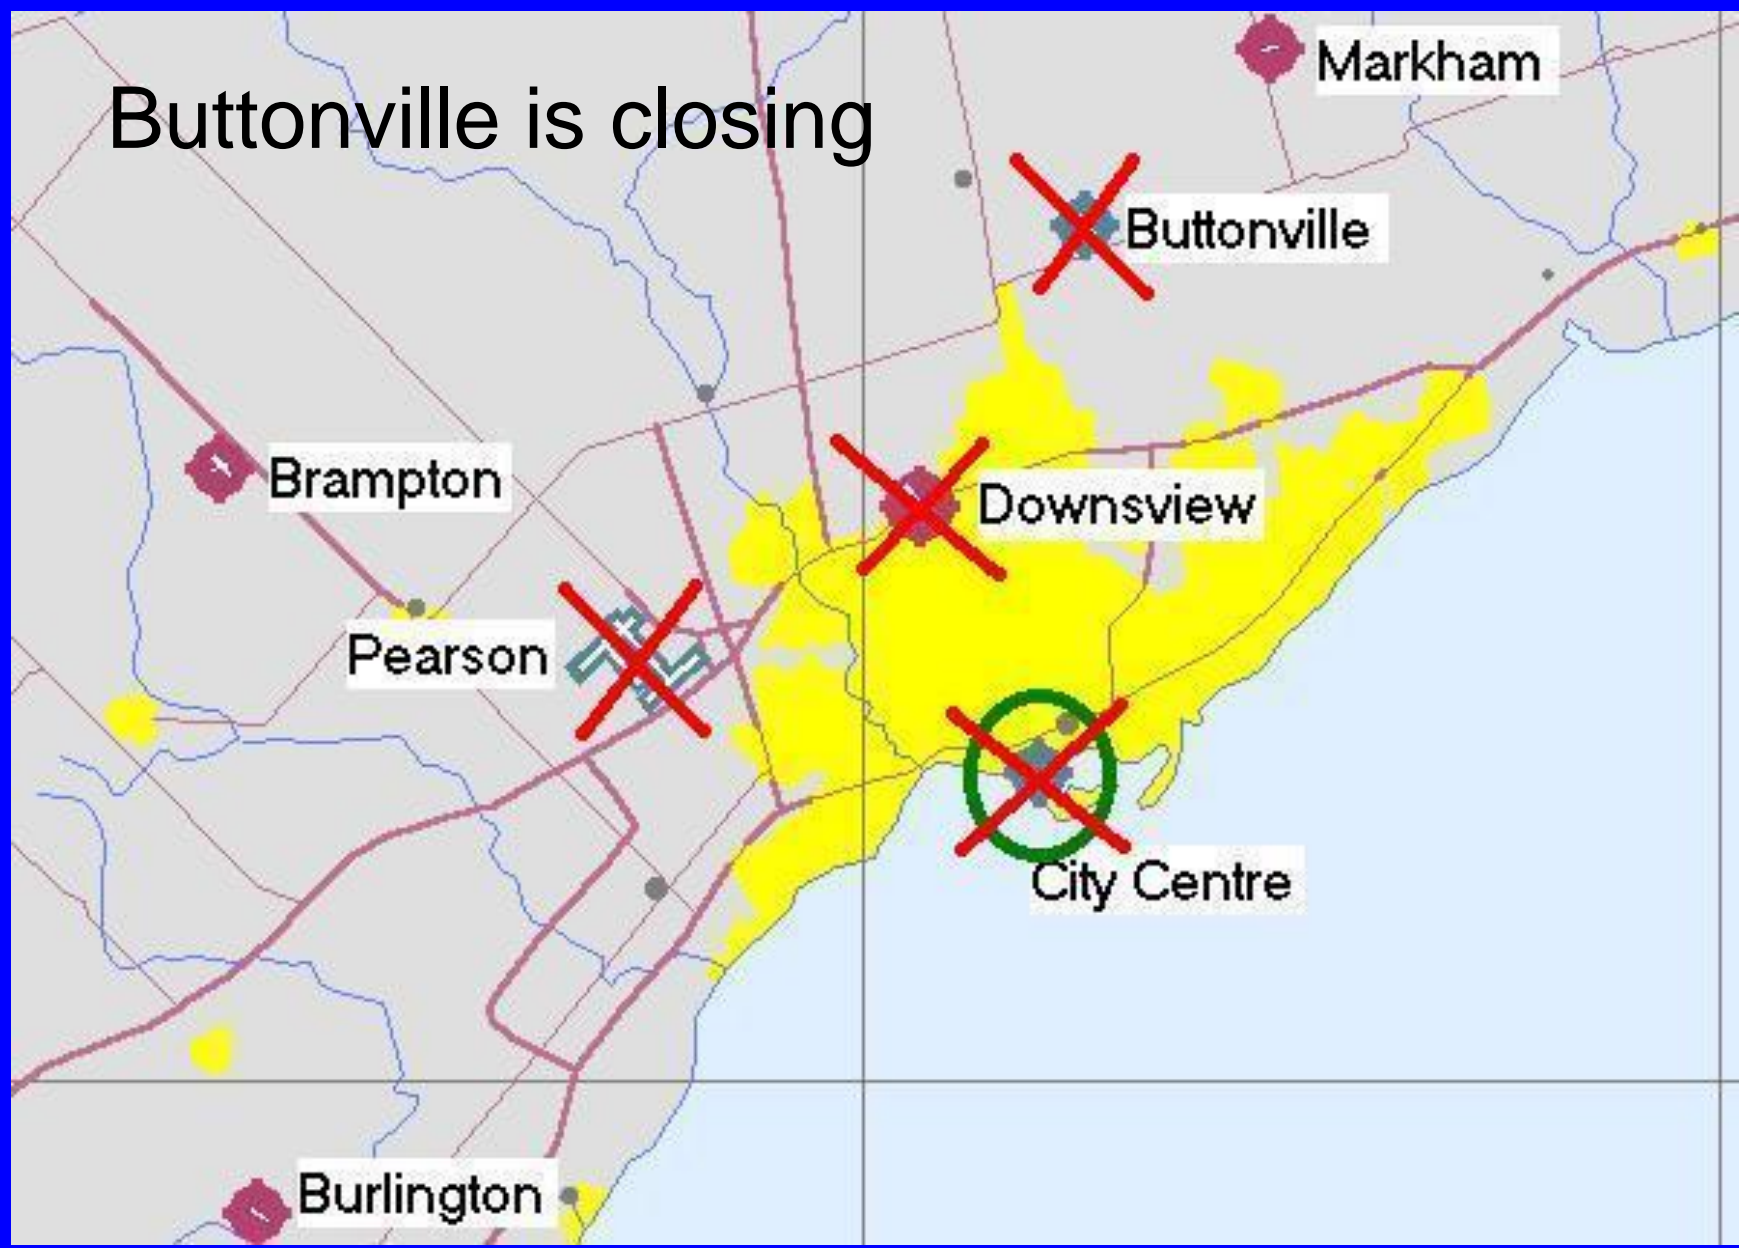 Markham
Buttonville is closing
Buttonville
Brampton
Downsview
Pearson
City Centre
Burlington